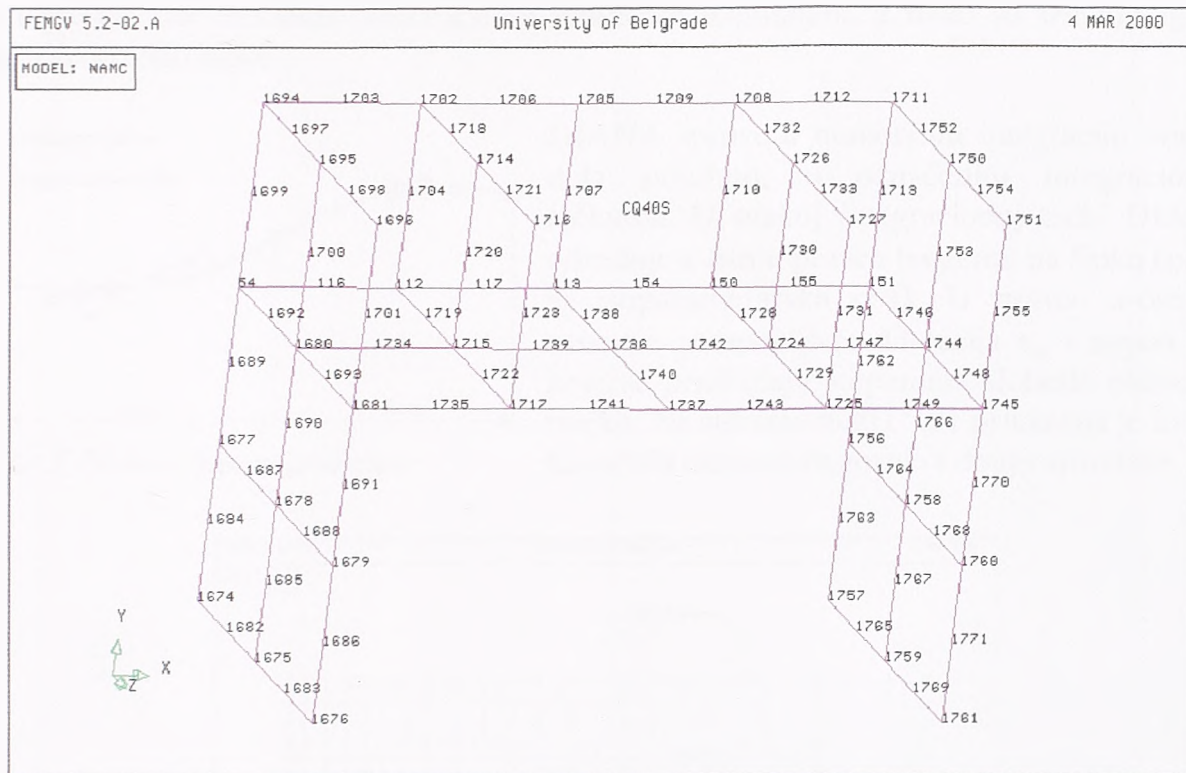 FEMGV 5.2-02.A University of Belgrade 4 MAR 2000
MODEL: NAMC
1694 1703 1702 1706 1705 1709 1708 1712 1711
1697 1718 1732 1752
1695 1714 1726 1750
1699 1698 1704 1721 1707 1710 1733 1713 1754
CQ40S
1696 1716 1727 1751
1700 1720 1730 1753
54 116 112 117 113 154 150 155 151
1692 1701 1719 1723 1738 1728 1731 1746 1755
1680 1734 1715 1739 1736 1742 1724 1747 1744
1689 1762
1693 1722 1740 1729 1748
1681 1735 1717 1741 1737 1743 1725 1749 1745
1690 1766
1677 1756
1687 1764
1691 1770
1678 1758
1684 1688 1763 1768
1679 1760
1685 1767
1674 1757
1682 1686 1765 1771
1675 1759
1683 1769
1676 1761
Y
X
Z